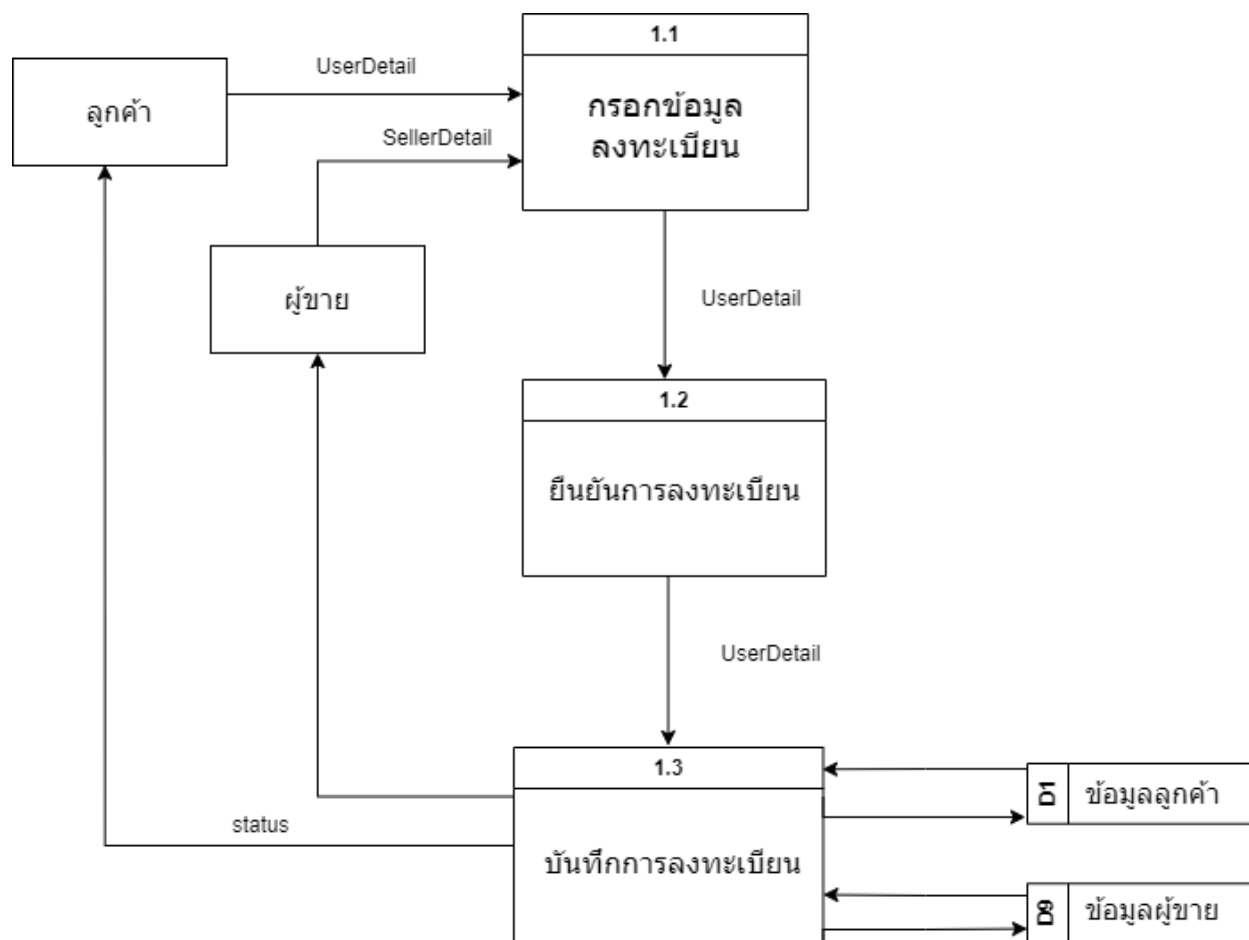 1.1
UserDetail
ลูกค้า
กรอกข้อมูล
ลงทะเบียน
SellerDetail
ผู้ขาย
UserDetail
1.2
ยืนยันการลงทะเบียน
UserDetail
1.3
D1 ข้อมูลลูกค้า
status
บันทึกการลงทะเบียน
D9 ข้อมูลผู้ขาย